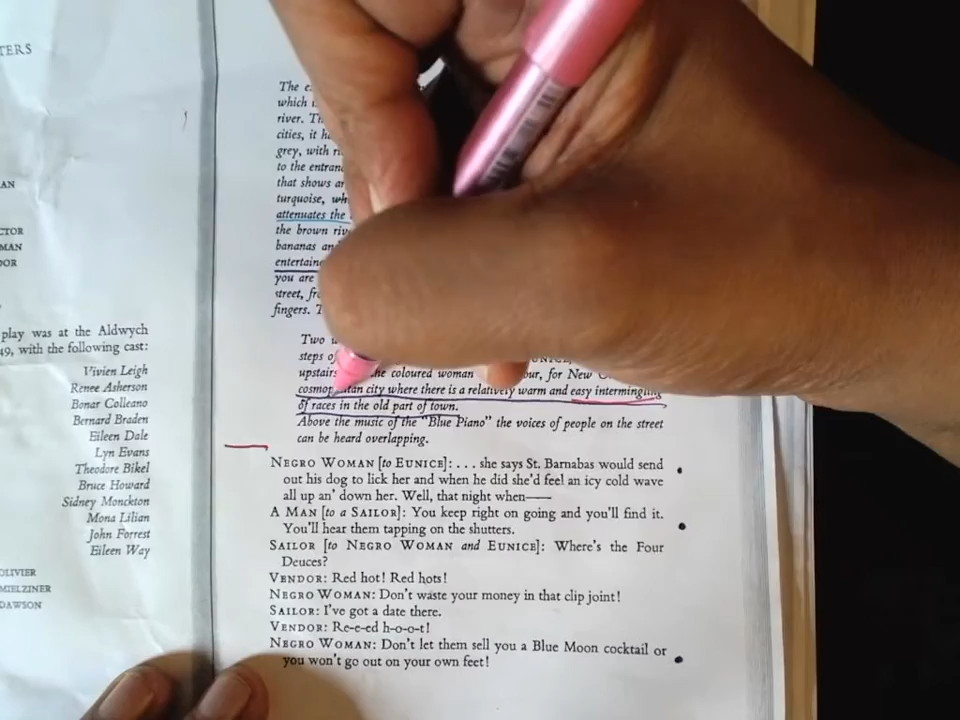 TERS
AN
CTOR
MAN
DOR
play was at the Aldwych
49, with the following cast:
Vivien Leigh
Renee Asherson
Bonar Colleano
Bernard Braden
Eileen Dale
Lyn Evans
Theodore Bikel
Bruce Howard
Sidney Monckton
Mona Lilian
John Forrest
Eileen Way
OLIVIER
MIELZINER
DAWSON
The
which
river.
cities, it
grey, with
to the
that shows
turquoise,
attenuates the
the brown
bananas
you are
street,
fingers.
Two
steps
the coloured woman for New
city where there is a relatively warm and easy intermingling
of races in the old part of town.
Above the music of the "Blue Piano" the voices of people on the street
can be heard overlapping.
NEGRO WOMAN [to EUNICE]: . . . she says St. Barnabas would send
out his dog to lick her and when he did she'd feel an icy cold wave
all up an' down her. Well, that night when——
A MAN [to a SAILOR]: You keep right on going and you'll find it.
You'll hear them tapping on the shutters.
SAILOR [to NEGRO WOMAN and EUNICE]: Where's the Four
Deuces?
VENDOR: Red hot! Red hots!
NEGRO WOMAN: Don't waste your money in that clip joint!
SAILOR: I've got a date there.
VENDOR: Re-e-ed h-o-o-t!
NEGRO WOMAN: Don't let them sell you a Blue Moon cocktail or
you won't go out on your own feet!